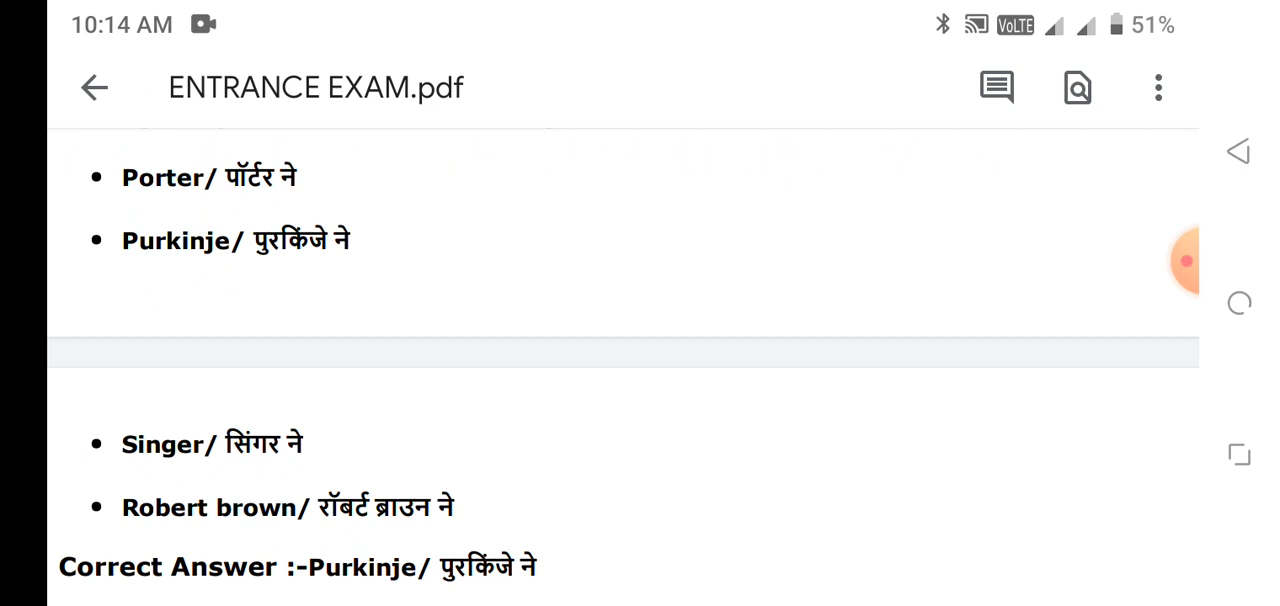 10:14 AM VoLTE 51%
ENTRANCE EXAM.pdf
• Porter/ पॉर्टर ने
• Purkinje/ पुरकिंजे ने
• Singer/ सिंगर ने
• Robert brown/ रॉबर्ट ब्राउन ने
Correct Answer :-Purkinje/ पुरकिंजे ने